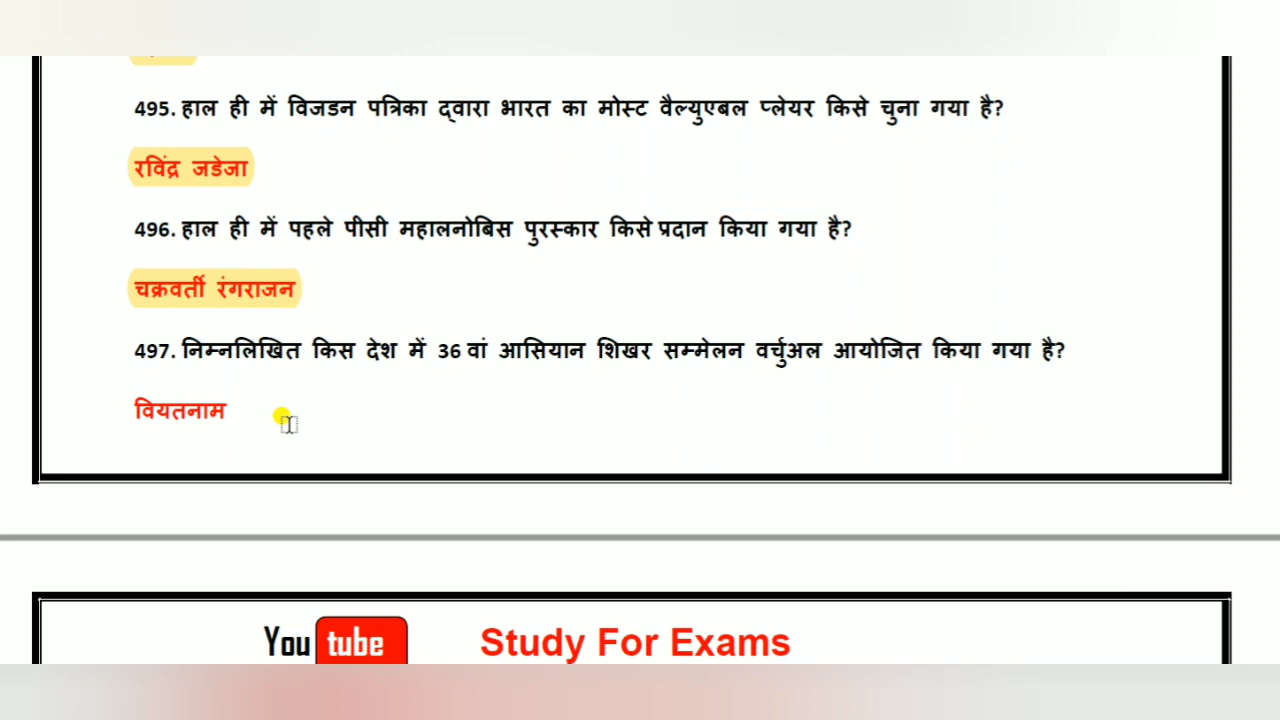 495. हाल ही में विजडन पत्रिका द्वारा भारत का मोस्ट वैल्युएबल प्लेयर किसे चुना गया है?
रविंद्र जडेजा
496. हाल ही में पहले पीसी महालनोबिस पुरस्कार किसे प्रदान किया गया है?
चक्रवर्ती रंगराजन
497. निम्नलिखित किस देश में 36 वां आसियान शिखर सम्मेलन वर्चुअल आयोजित किया गया है?
वियतनाम
You tube Study For Exams